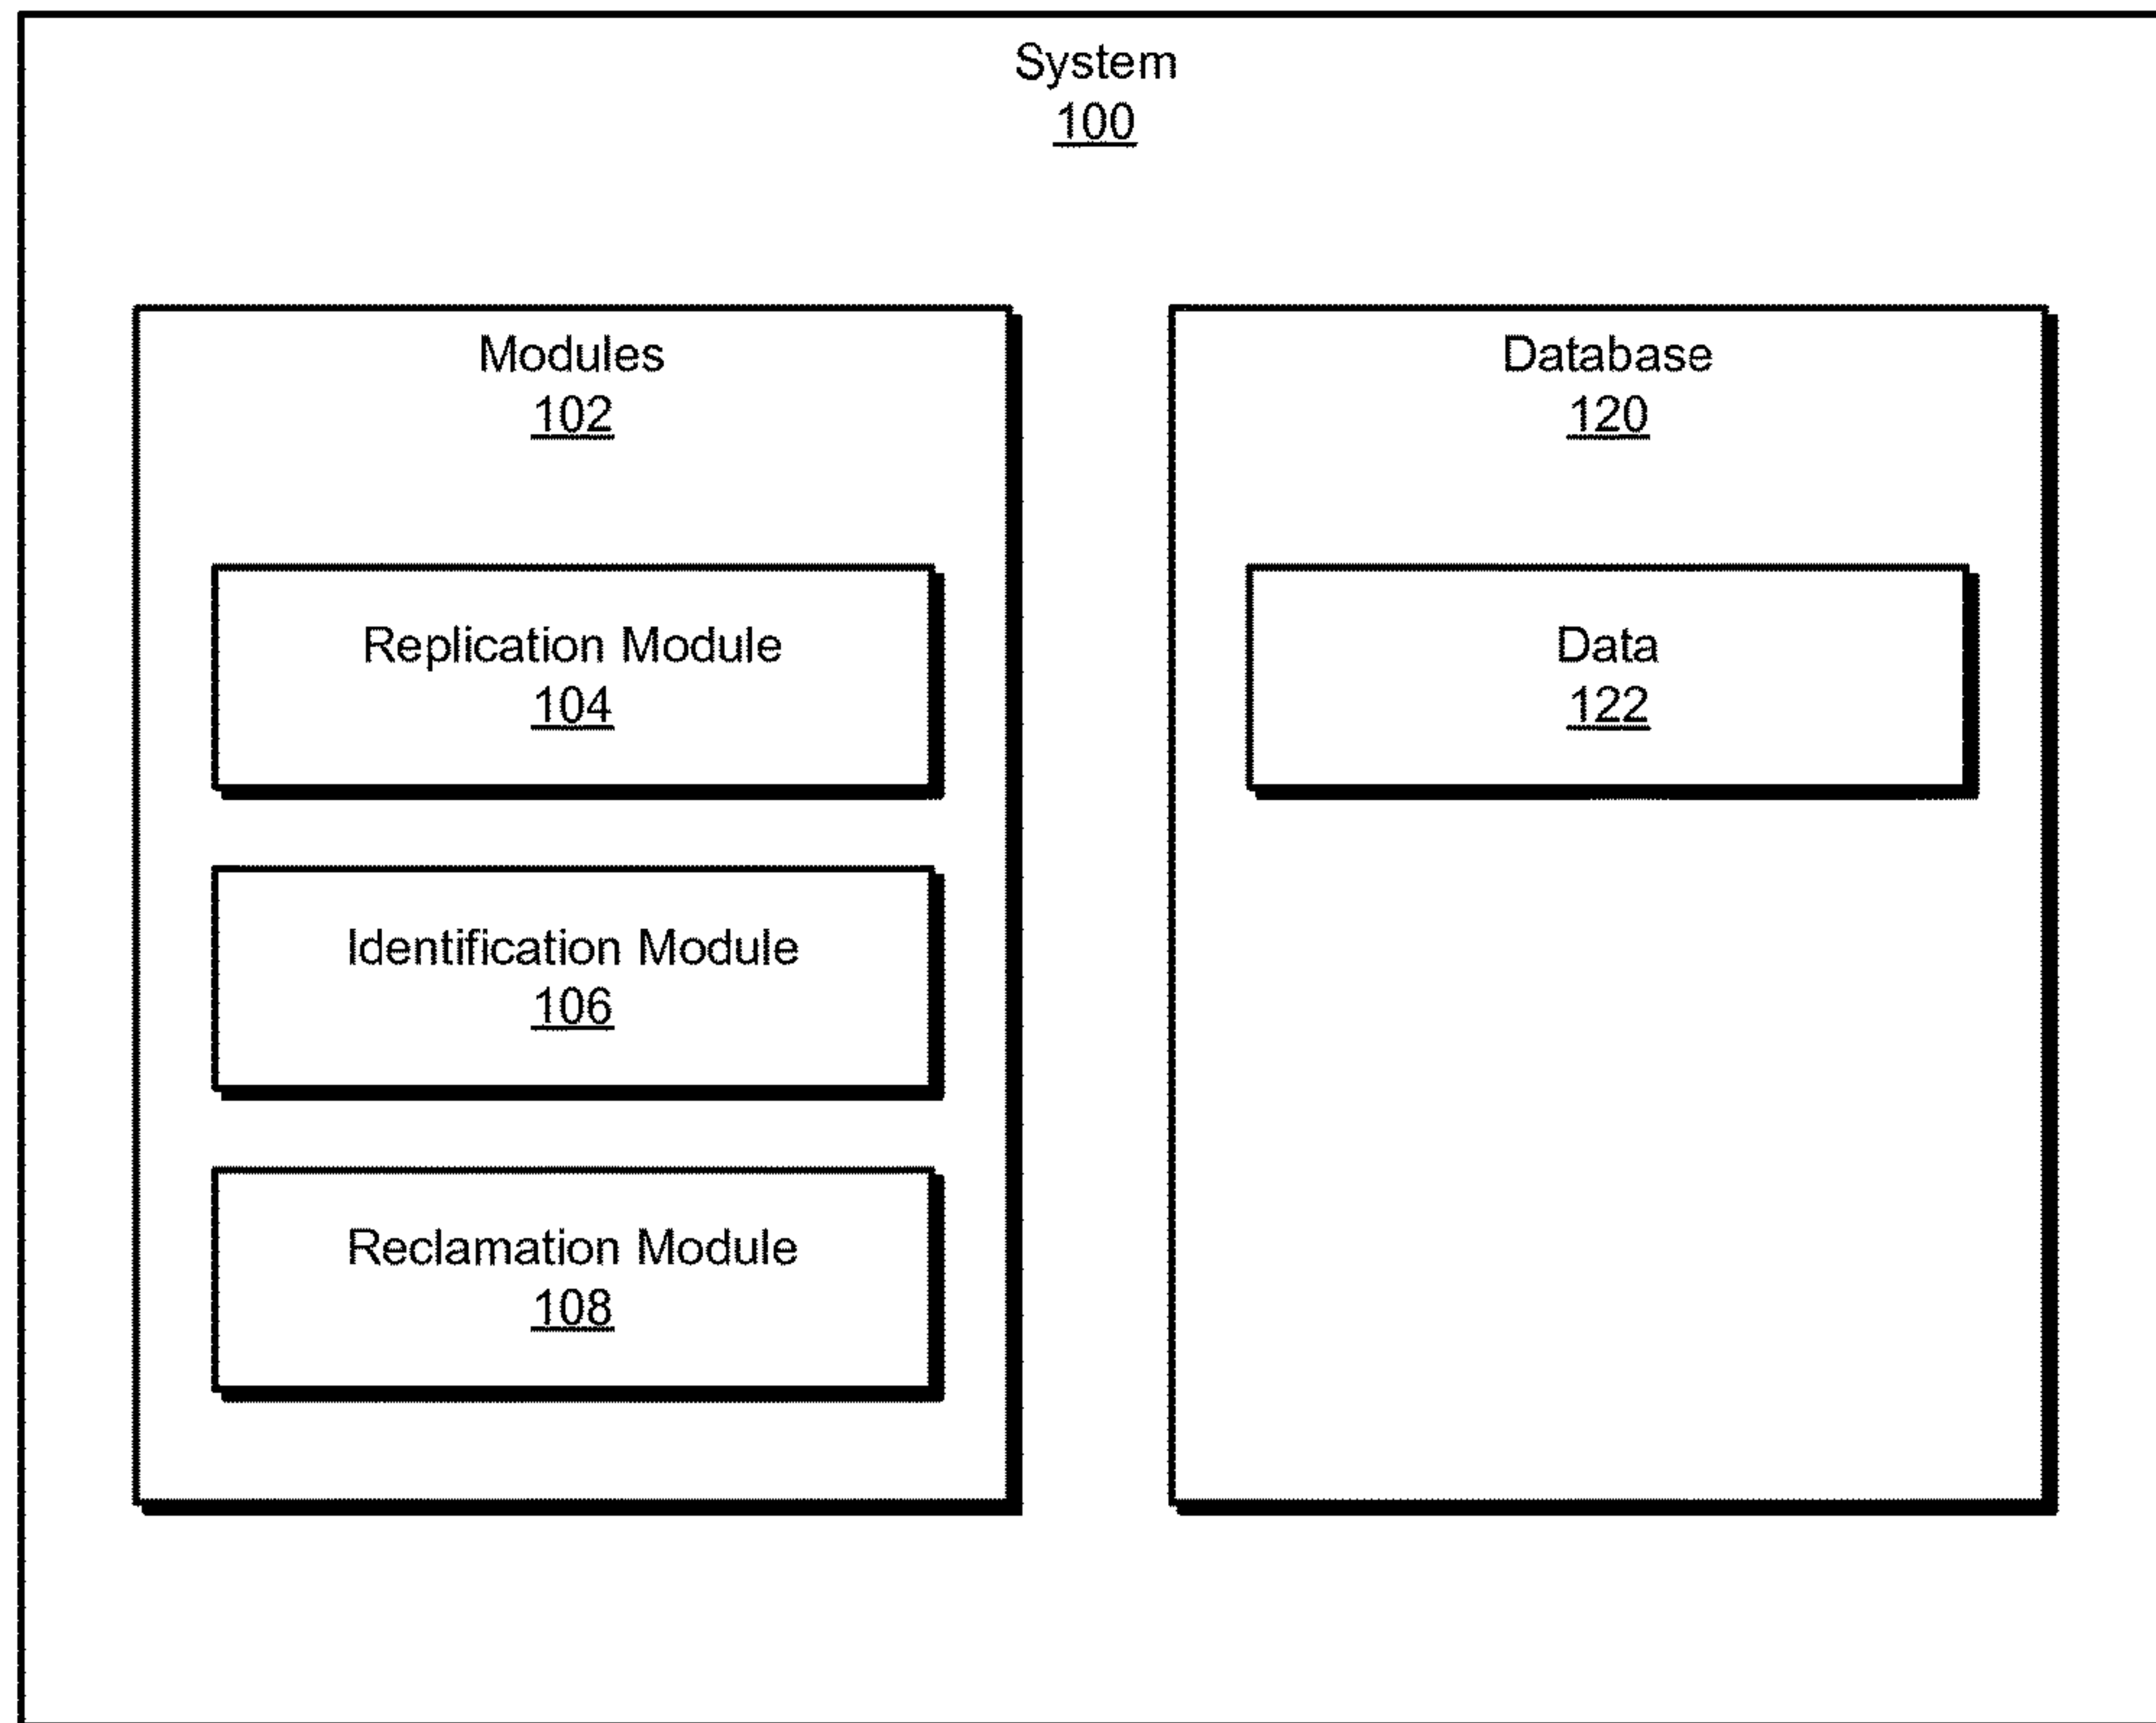 System
100
Modules
102
Replication Module
104
Identification Module
106
Reclamation Module
108
Database
120
Data
122